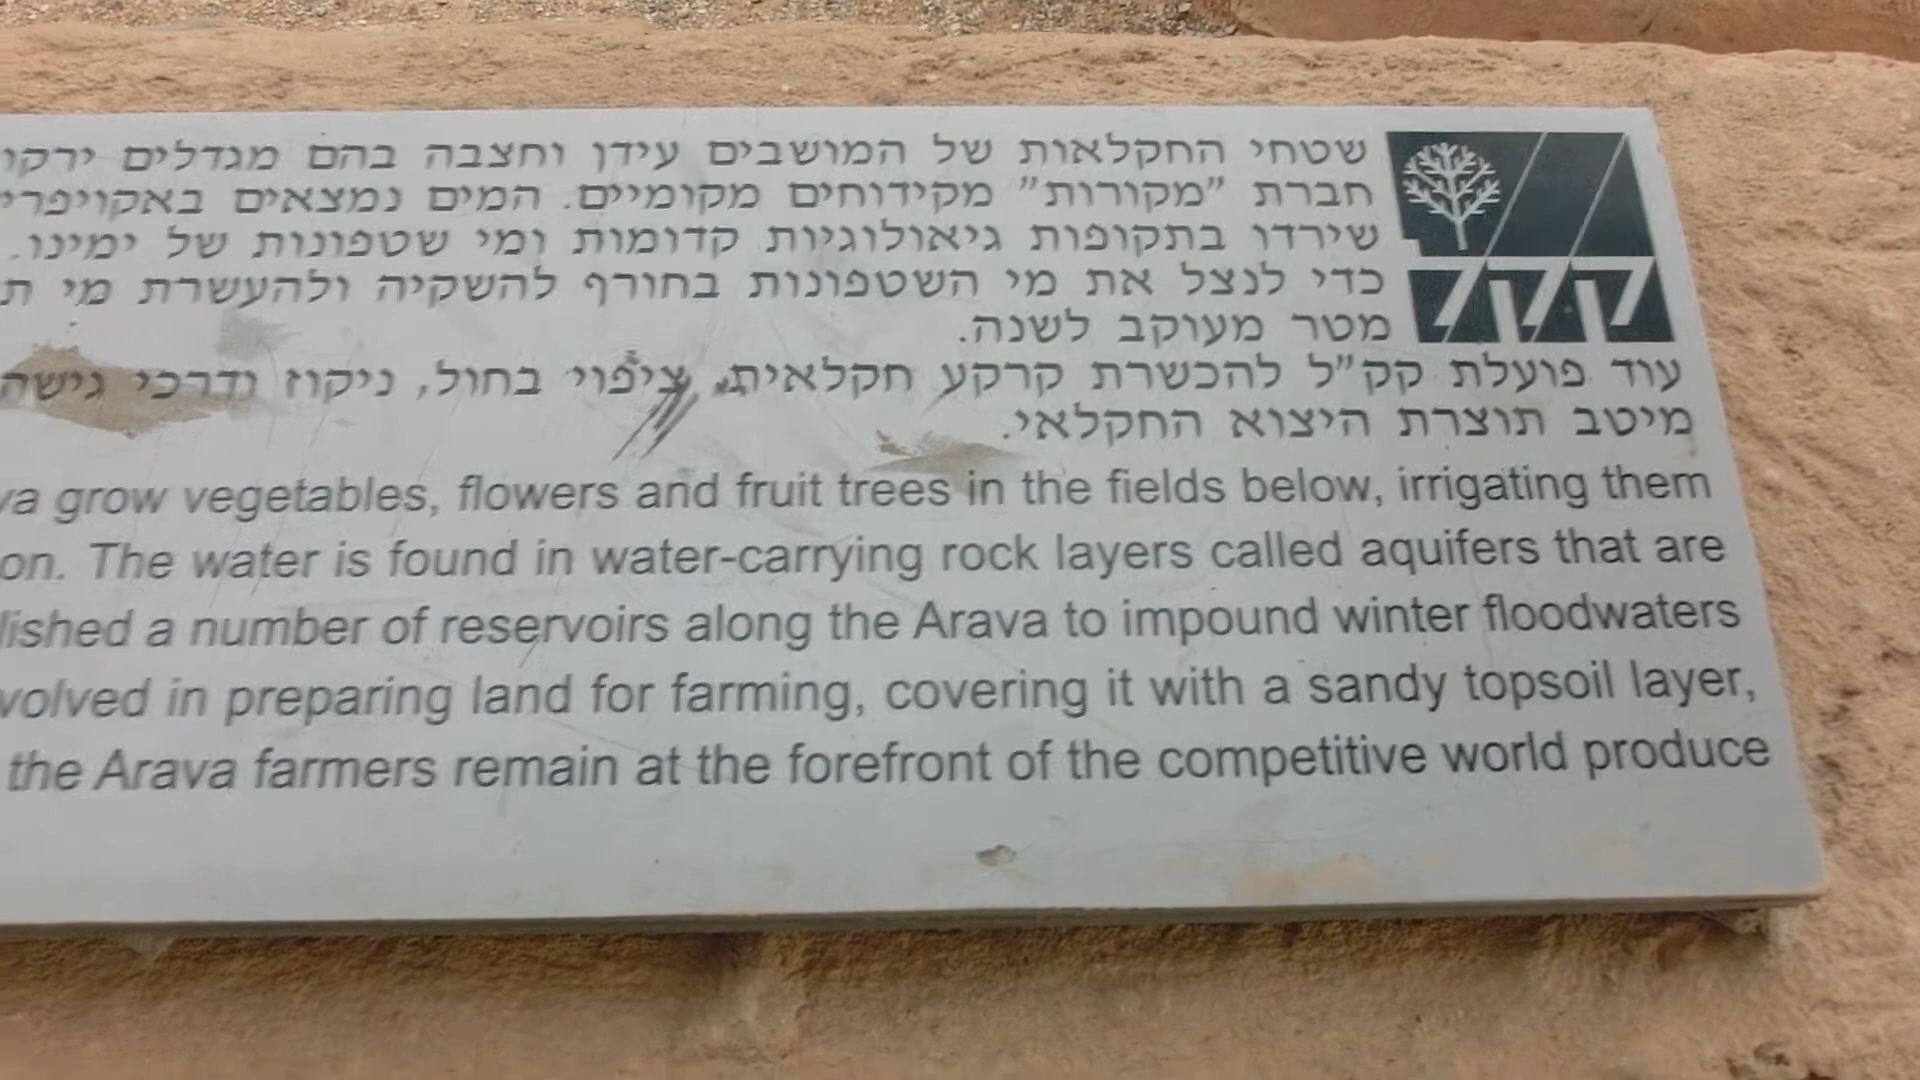 קקל
שטחי החקלאות של המושבים עידן וחצבה בהם מגדלים ירקו
חברת "מקורות" מקידוחים מקומיים. המים נמצאים באקויפרי
שירדו בתקופות גיאולוגיות קדומות ומי שטפונות של ימינו.
כדי לנצל את מי השטפונות בחורף להשקיה ולהעשרת מי ת
מטר מעוקב לשנה.
עוד פועלת קק"ל להכשרת קרקע חקלאית, ציפוי בחול, ניקוז ודרכי גישה
מיטב תוצרת היצוא החקלאי.
va grow vegetables, flowers and fruit trees in the fields below, irrigating them
on. The water is found in water-carrying rock layers called aquifers that are
lished a number of reservoirs along the Arava to impound winter floodwaters
volved in preparing land for farming, covering it with a sandy topsoil layer,
the Arava farmers remain at the forefront of the competitive world produce